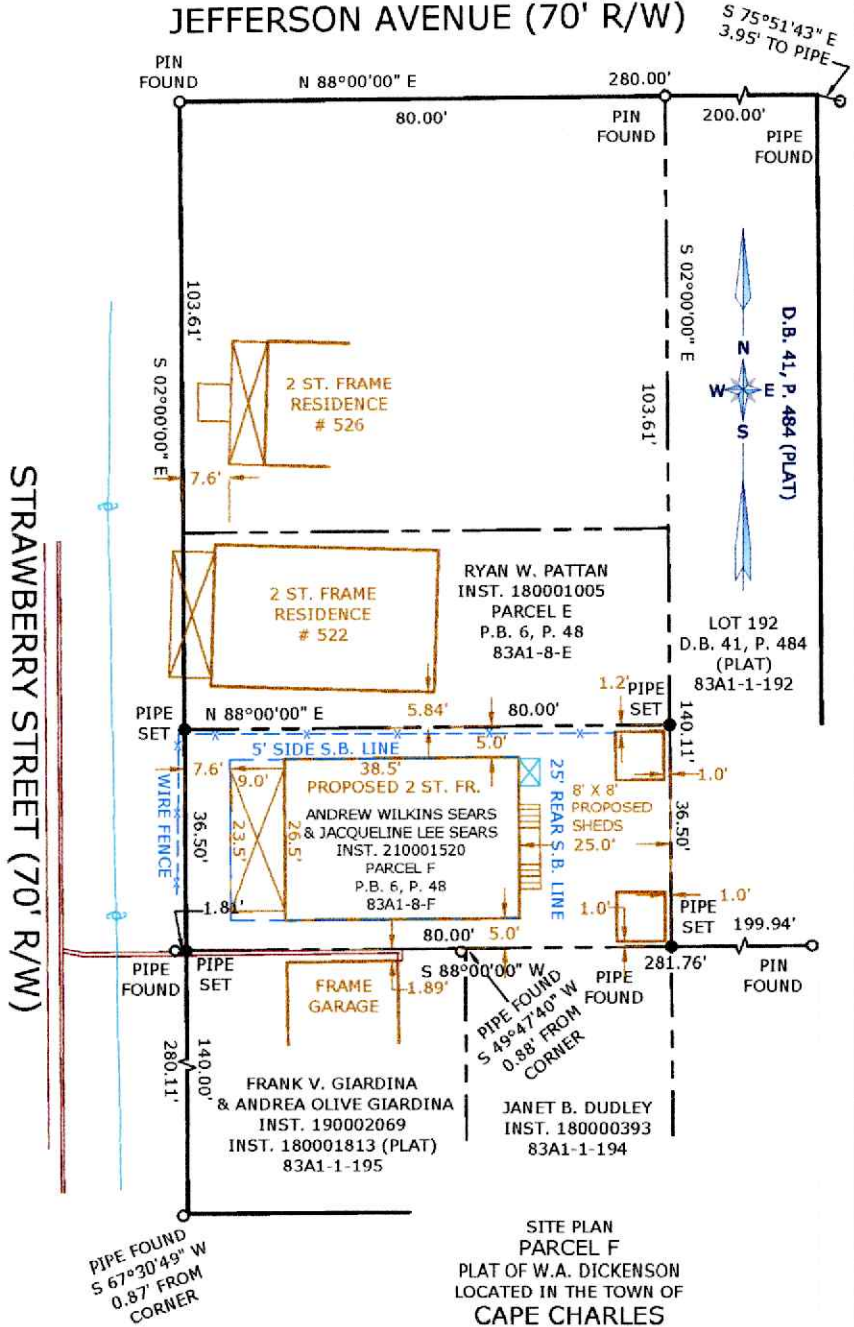 JEFFERSON AVENUE (70' R/W)
S 75°51'43" E
3.95' TO PIPE
PIN
FOUND
N 88°00'00" E
280.00'
80.00'
PIN
FOUND
200.00'
PIPE
FOUND
103.61'
S 02°00'00" E
S 02°00'00" E
103.61'
D.B. 41, P. 484 (PLAT)
N
W E
S
2 ST. FRAME
RESIDENCE
# 526
7.6'
STRAWBERRY STREET (70' R/W)
2 ST. FRAME
RESIDENCE
# 522
RYAN W. PATTAN
INST. 180001005
PARCEL E
P.B. 6, P. 48
83A1-8-E
LOT 192
D.B. 41, P. 484
(PLAT)
83A1-1-192
PIPE
SET
N 88°00'00" E
5.84'
80.00'
1.2'
PIPE
SET
140.11'
5' SIDE S.B. LINE
5.0'
7.6'
9.0'
38.5'
1.0'
WIRE FENCE
36.50'
23.5'
26.5'
PROPOSED 2 ST. FR.
ANDREW WILKINS SEARS
& JACQUELINE LEE SEARS
INST. 210001520
PARCEL F
P.B. 6, P. 48
83A1-8-F
25' REAR S.B. LINE
8' X 8'
PROPOSED
SHEDS
25.0'
36.50'
1.81'
80.00'
5.0'
1.0'
1.0'
PIPE
SET
199.94'
PIPE
FOUND
PIPE
SET
S 88°00'00" W
281.76'
PIPE
FOUND
PIN
FOUND
FRAME
GARAGE
1.89'
PIPE FOUND
S 49°47'40" W
0.88' FROM
CORNER
140.00'
280.11'
FRANK V. GIARDINA
& ANDREA OLIVE GIARDINA
INST. 190002069
INST. 180001813 (PLAT)
83A1-1-195
JANET B. DUDLEY
INST. 180000393
83A1-1-194
PIPE FOUND
S 67°30'49" W
0.87' FROM
CORNER
SITE PLAN
PARCEL F
PLAT OF W.A. DICKENSON
LOCATED IN THE TOWN OF
CAPE CHARLES